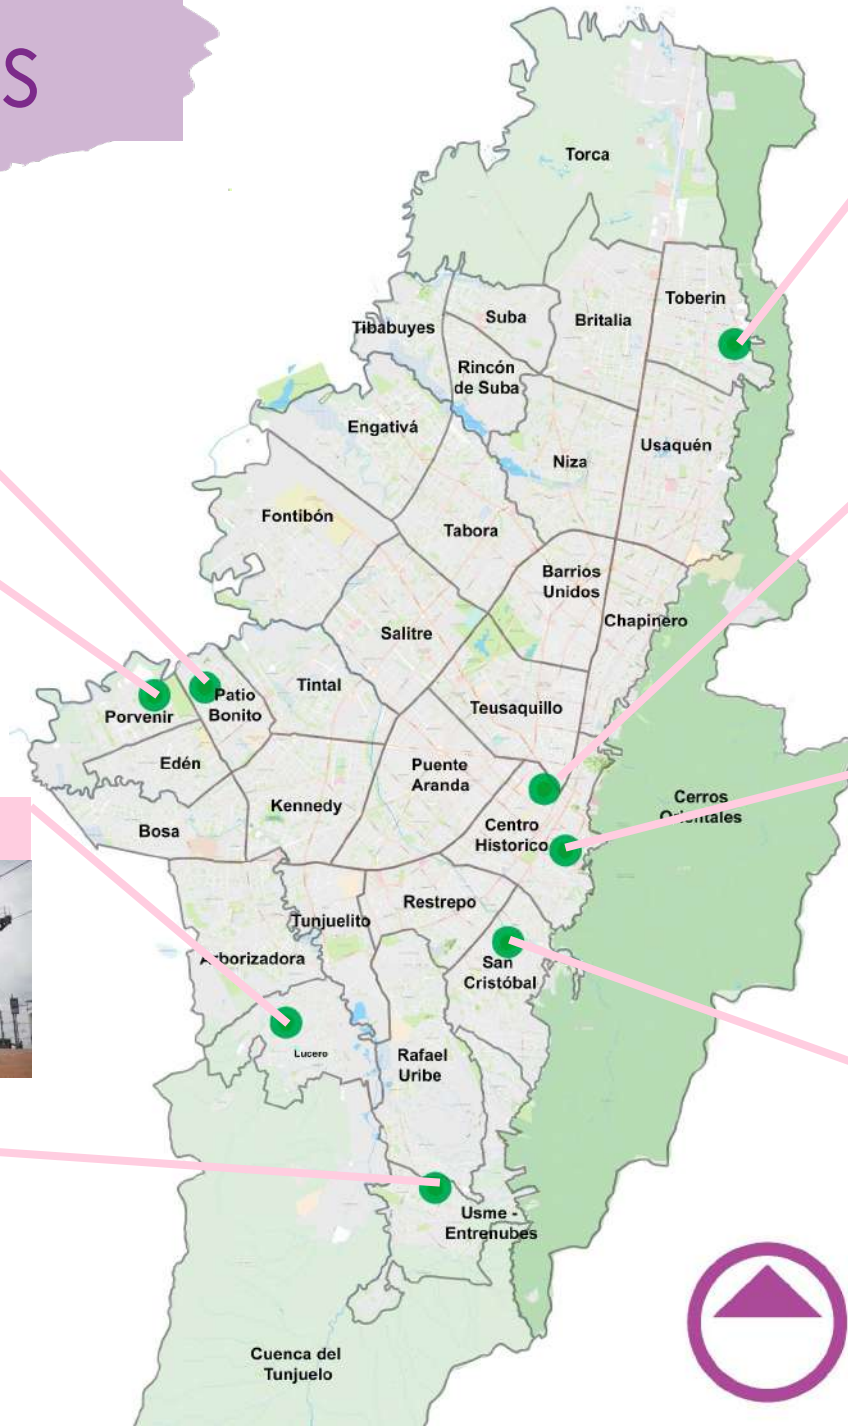 S
Torca
Toberin
Suba
Britalia
Tibabuyes
Rincón
de Suba
Engativá
Usaquén
Niza
Fontibón
Tabora
Barrios
Unidos
Chapinero
Salitre
Tintal
Patio
Bonito
Porvenir
Teusaquillo
Edén
Puente
Aranda
Cerros
Orientales
Kennedy
Centro
Historico
Bosa
Restrepo
Tunjuelito
Arborizadora
San
Cristóbal
Lucero
Rafael
Uribe
Usme -
Entrenubes
Cuenca del
Tunjuelo